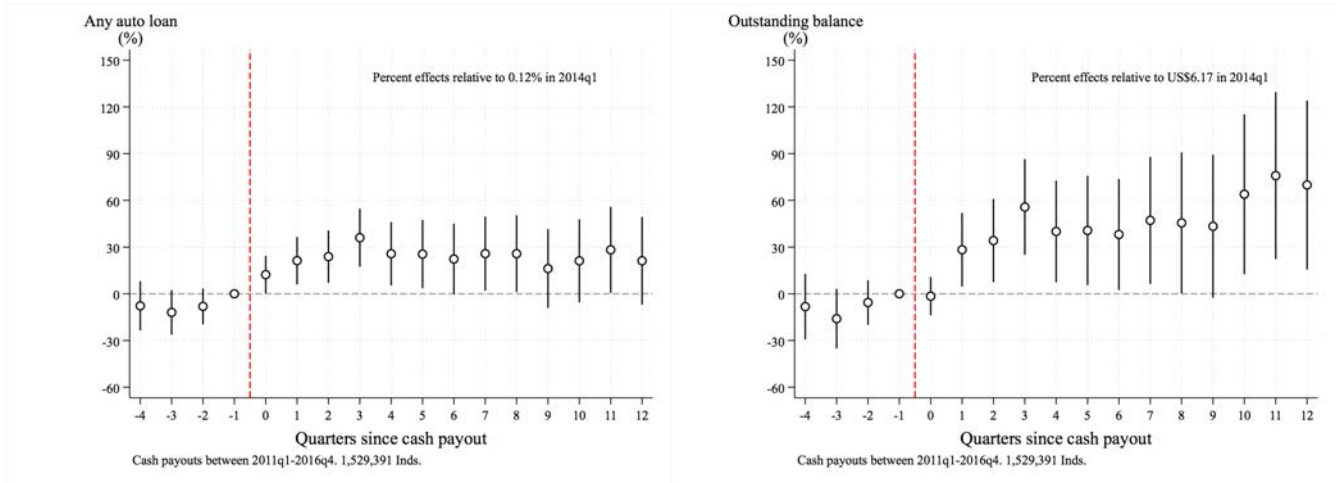 Any auto loan
(%)
Percent effects relative to 0.12% in 2014q1
150
120
90
60
30
0
-30
-60
-4 -3 -2 -1 0 1 2 3 4 5 6 7 8 9 10 11 12
Quarters since cash payout
Cash payouts between 2011q1-2016q4. 1,529,391 Inds.
Outstanding balance
(%)
Percent effects relative to US$6.17 in 2014q1
150
120
90
60
30
0
-30
-60
-4 -3 -2 -1 0 1 2 3 4 5 6 7 8 9 10 11 12
Quarters since cash payout
Cash payouts between 2011q1-2016q4. 1,529,391 Inds.